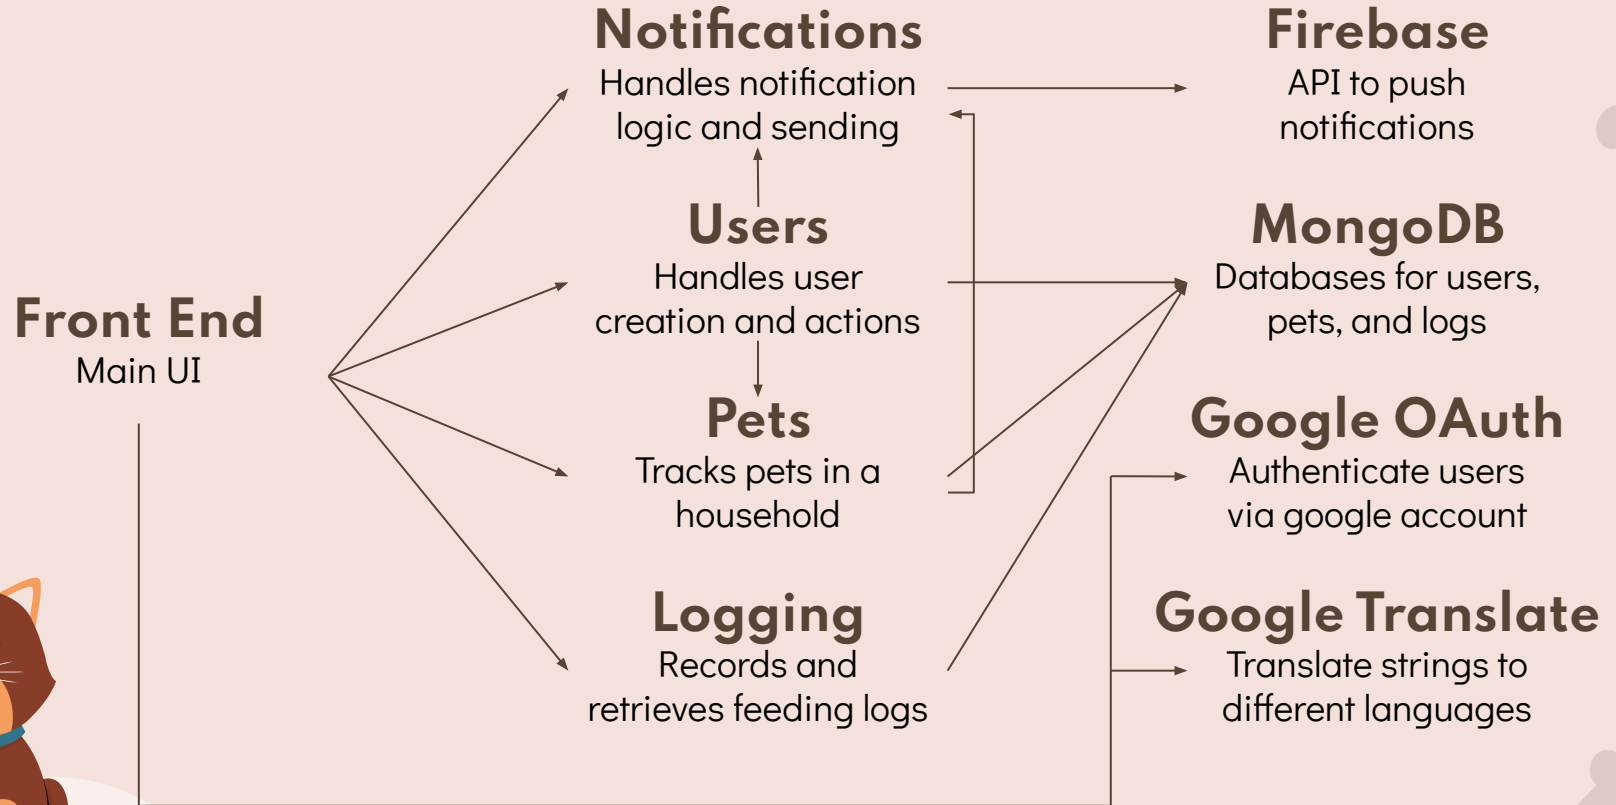 Front End
Main UI
Notifications
Handles notification
logic and sending
Users
Handles user
creation and actions
Pets
Tracks pets in a
household
Logging
Records and
retrieves feeding logs
Firebase
API to push
notifications
MongoDB
Databases for users,
pets, and logs
Google OAuth
Authenticate users
via google account
Google Translate
Translate strings to
different languages